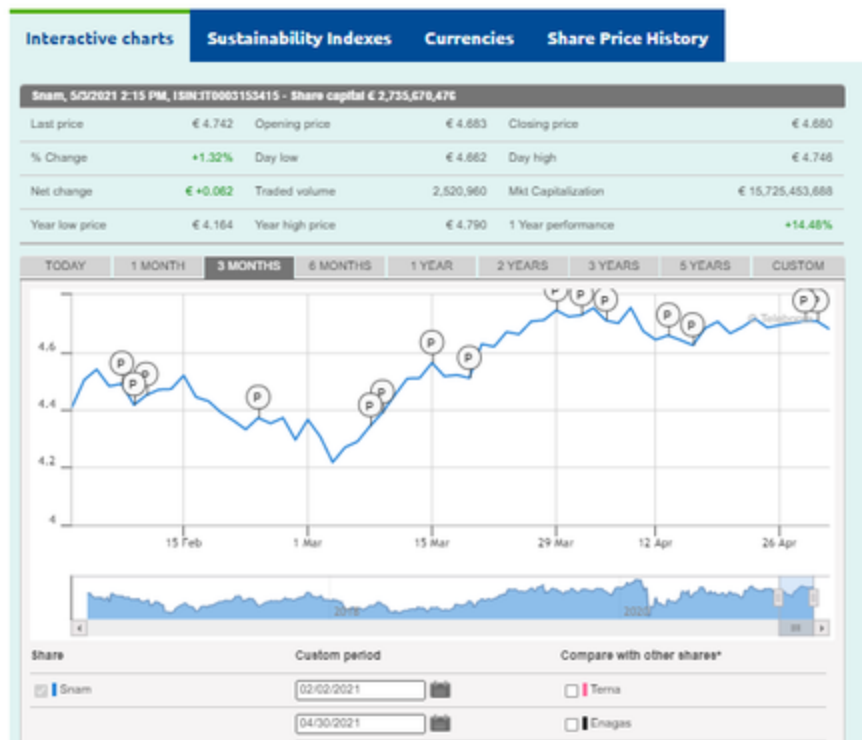 Interactive charts Sustainability Indexes Currencies Share Price History
Snam, 5/3/2021 2:15 PM, ISIN:IT0003153415 - Share capital € 2,735,670,476
Last price € 4.742 Opening price € 4.683 Closing price € 4.680
% Change +1.32% Day low € 4.662 Day high € 4.746
Net change € +0.062 Traded volume 2,520,960 Mkt Capitalization € 15,725,453,688
Year low price € 4.164 Year high price € 4.790 1 Year performance +14.48%
TODAY 1 MONTH 3 MONTHS 6 MONTHS 1 YEAR 2 YEARS 3 YEARS 5 YEARS CUSTOM
P P P P
P P
4.6 P P P
P P
4.4 P P P
P P
4.2
4
15 Feb 1 Mar 15 Mar 29 Mar 12 Apr 26 Apr
2020
Share Custom period Compare with other shares*
Snam 02/02/2021 Terna
04/30/2021 Enagas